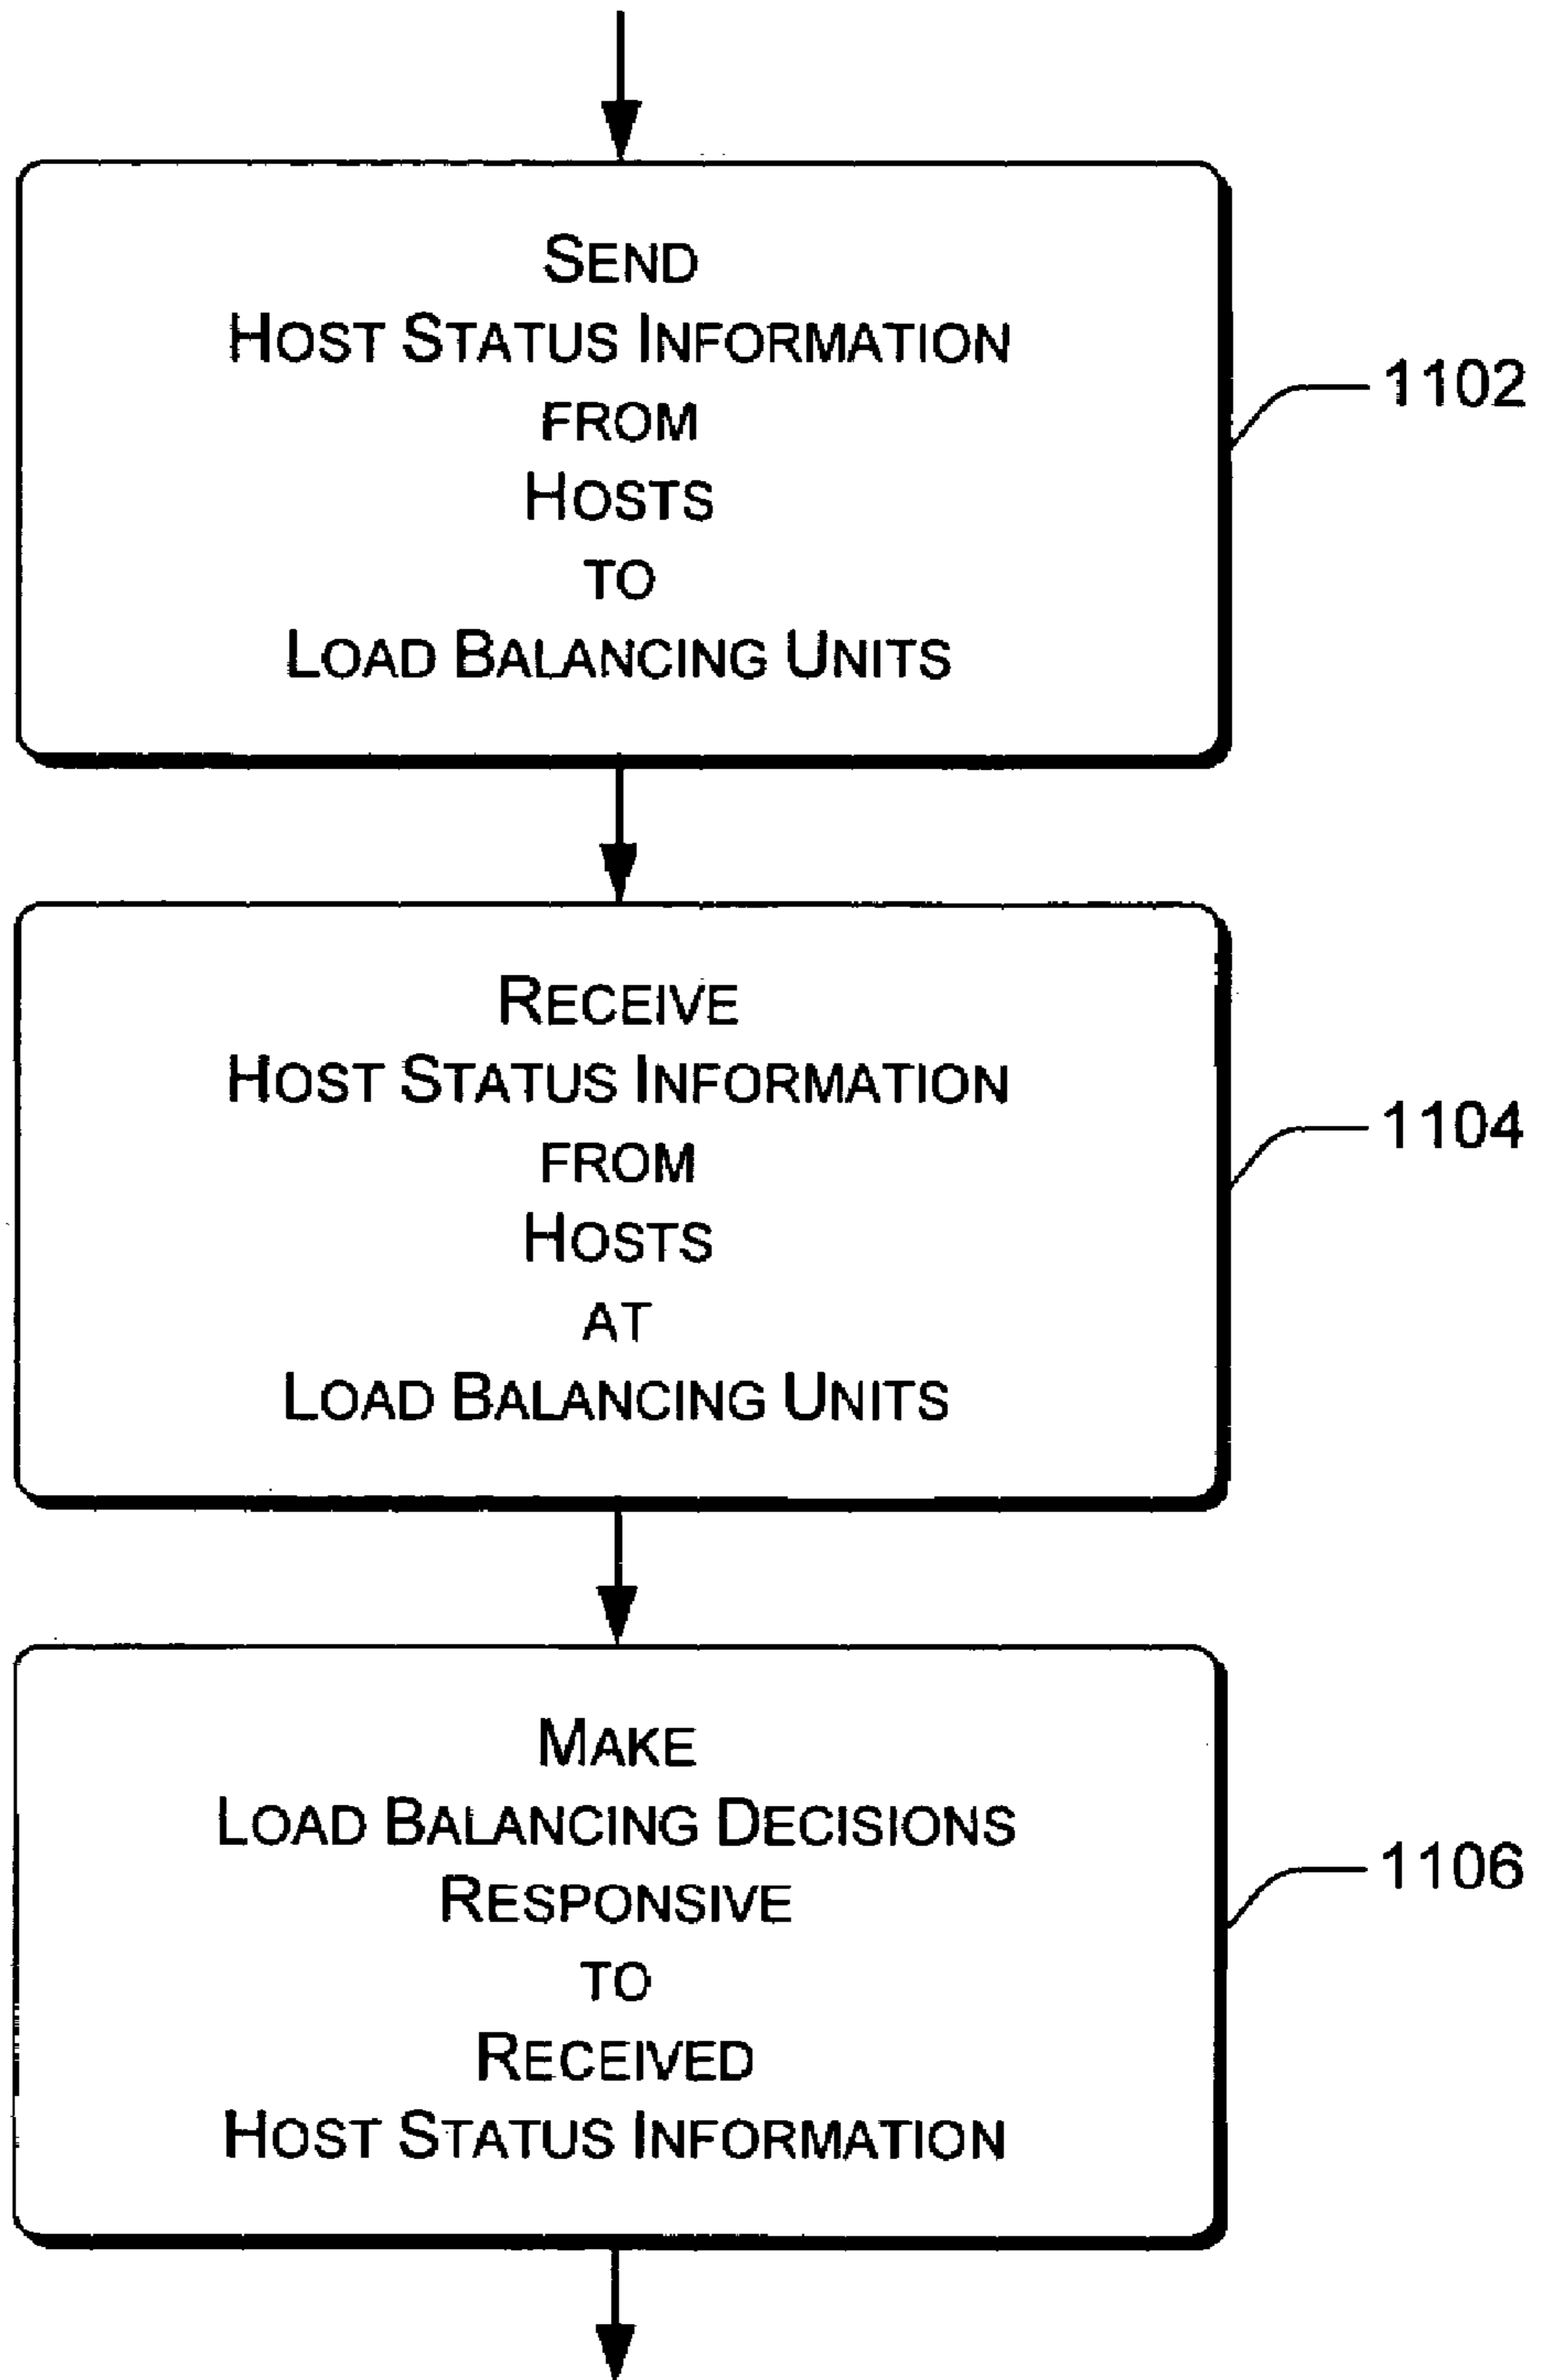 SEND
HOST STATUS INFORMATION
FROM
HOSTS
TO
LOAD BALANCING UNITS
1102
RECEIVE
HOST STATUS INFORMATION
FROM
HOSTS
AT
LOAD BALANCING UNITS
1104
MAKE
LOAD BALANCING DECISIONS
RESPONSIVE
TO
RECEIVED
HOST STATUS INFORMATION
1106